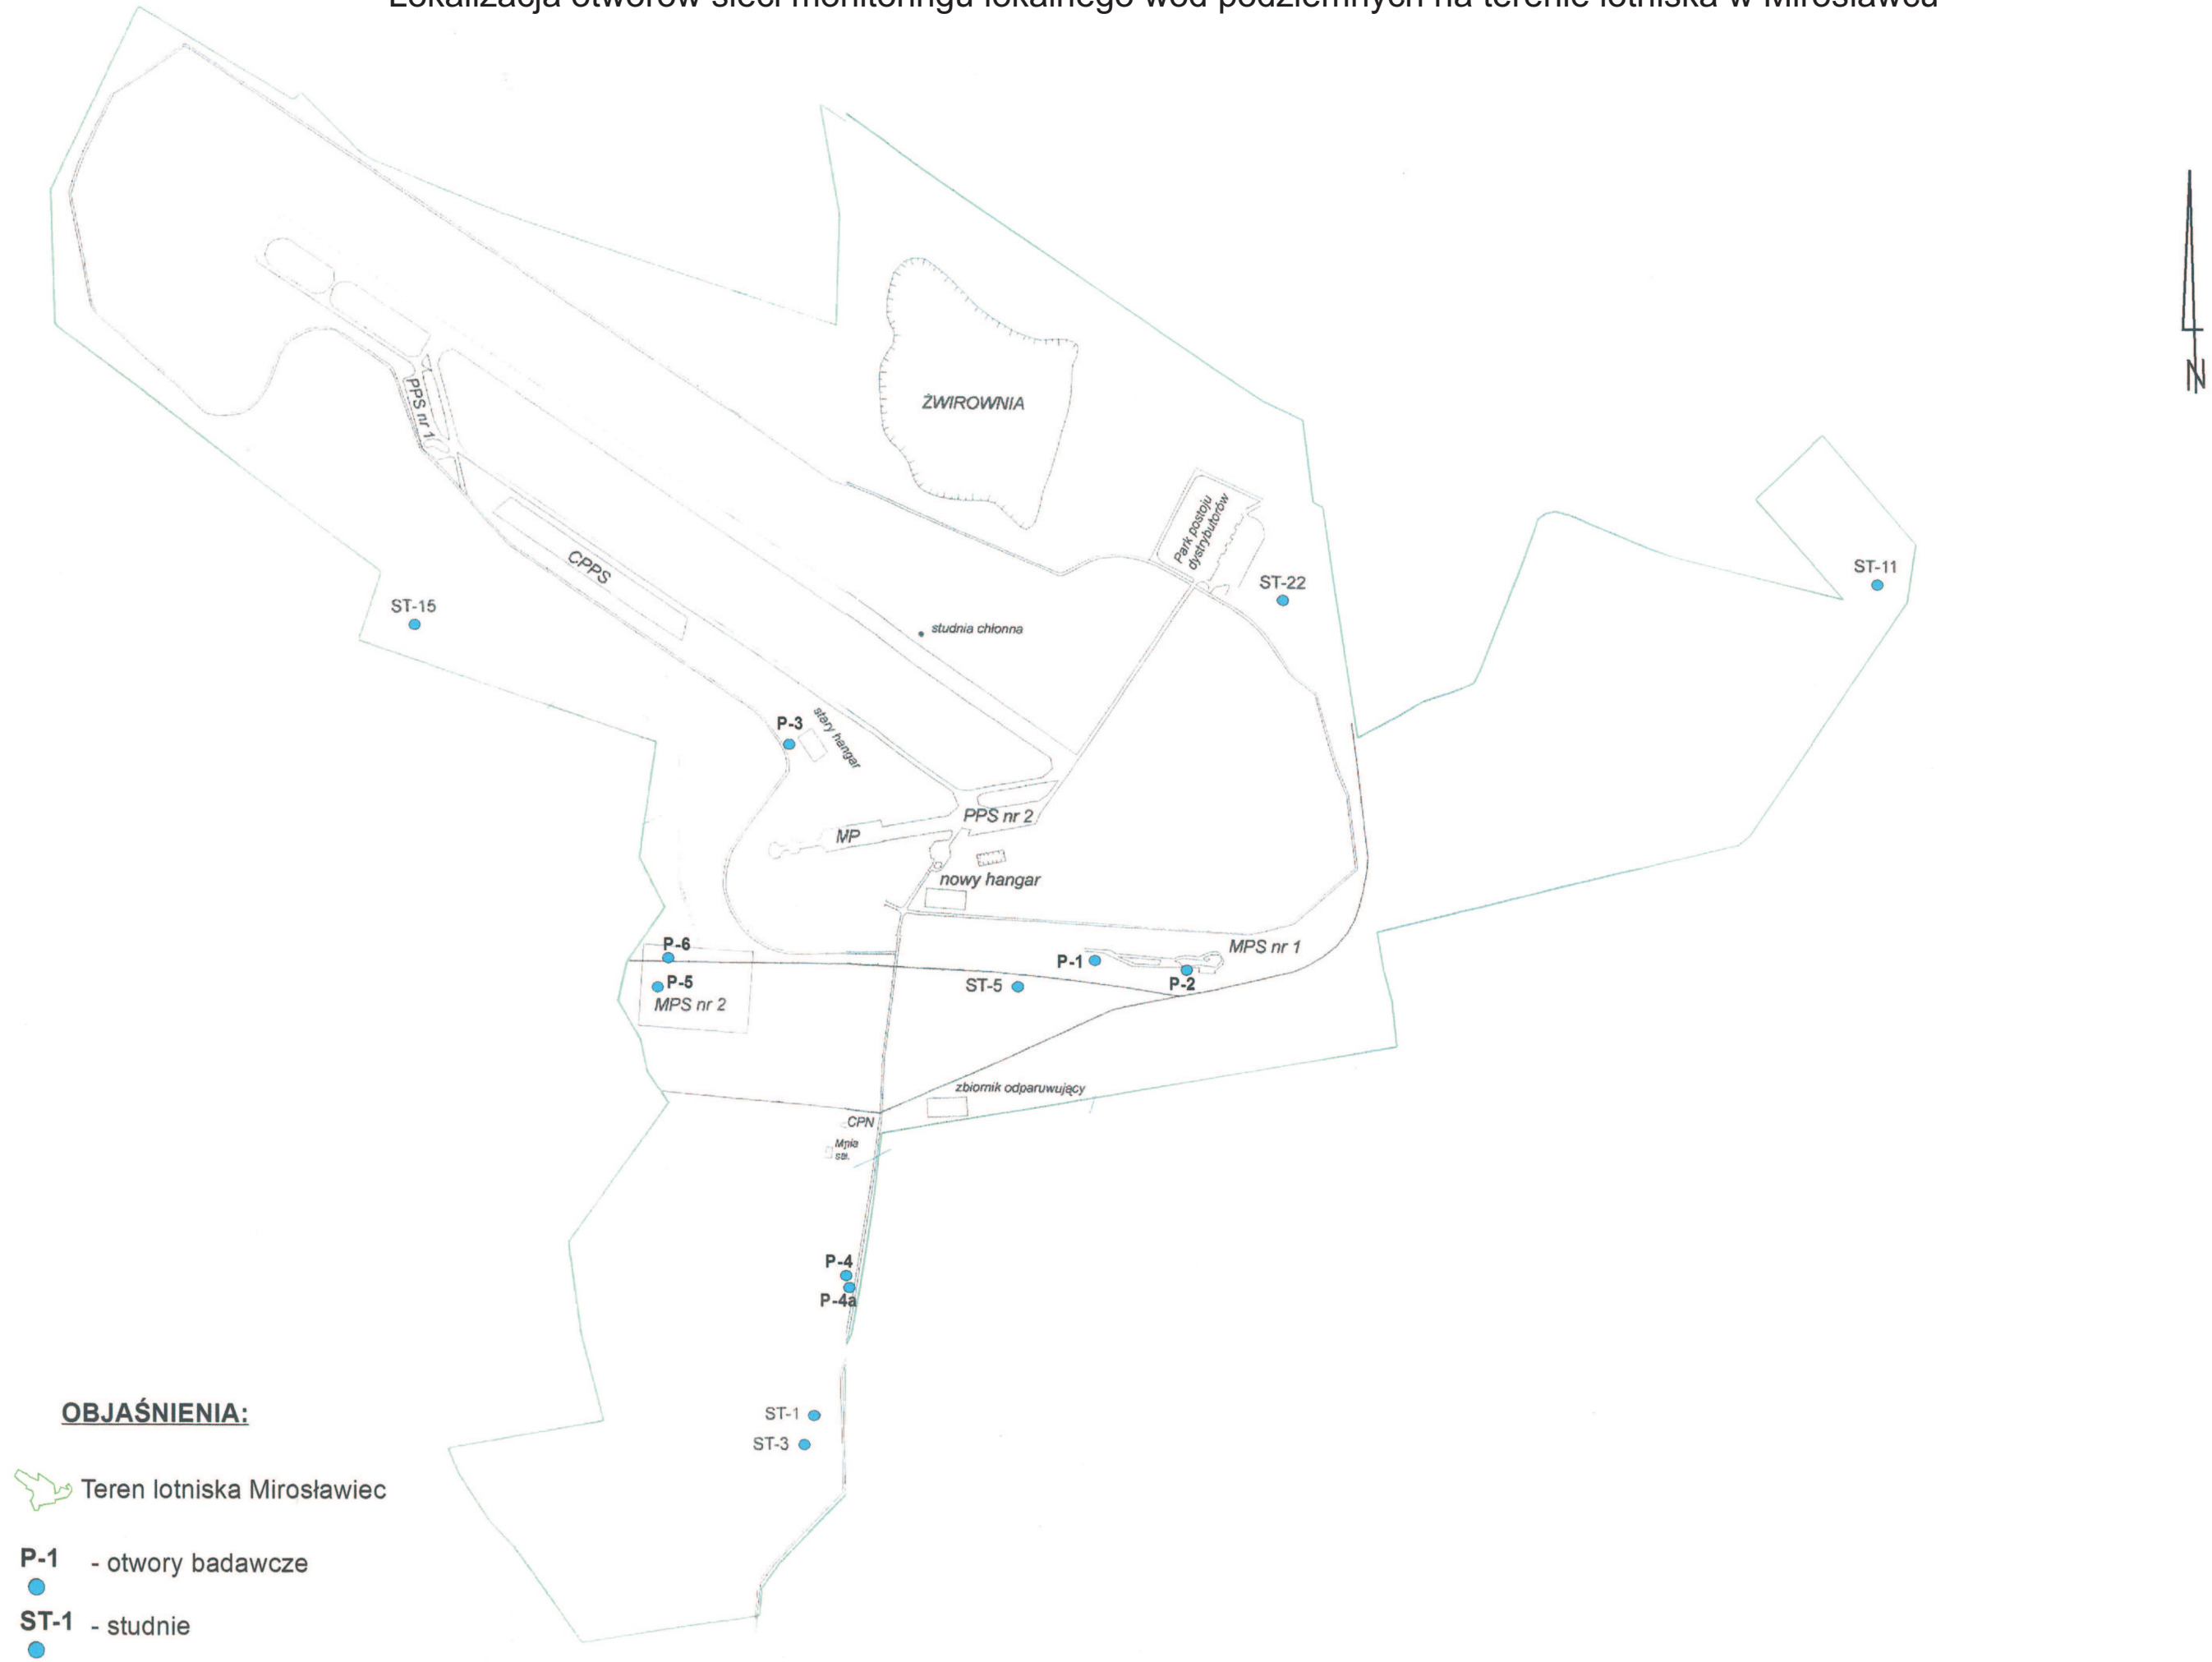 Lokalizacja otworów sieci monitoringu lokalnego wód podziemnych na terenie lotniska w Mirosławcu
N
PPS nr 1
ŻWIROWNIA
Park postoju
dystrybutorów
CPPS
ST-22
ST-11
ST-15
studnia chłonna
P-3
stary hangar
PPS nr 2
MP
nowy hangar
P-6
MPS nr 1
P-1
P-5
ST-5
P-2
MPS nr 2
zbiornik odparuwujący
CPN
P-4
P-4a
ST-1
ST-3
OBJAŚNIENIA:
Teren lotniska Mirosławiec
P-1 - otwory badawcze
ST-1 - studnie